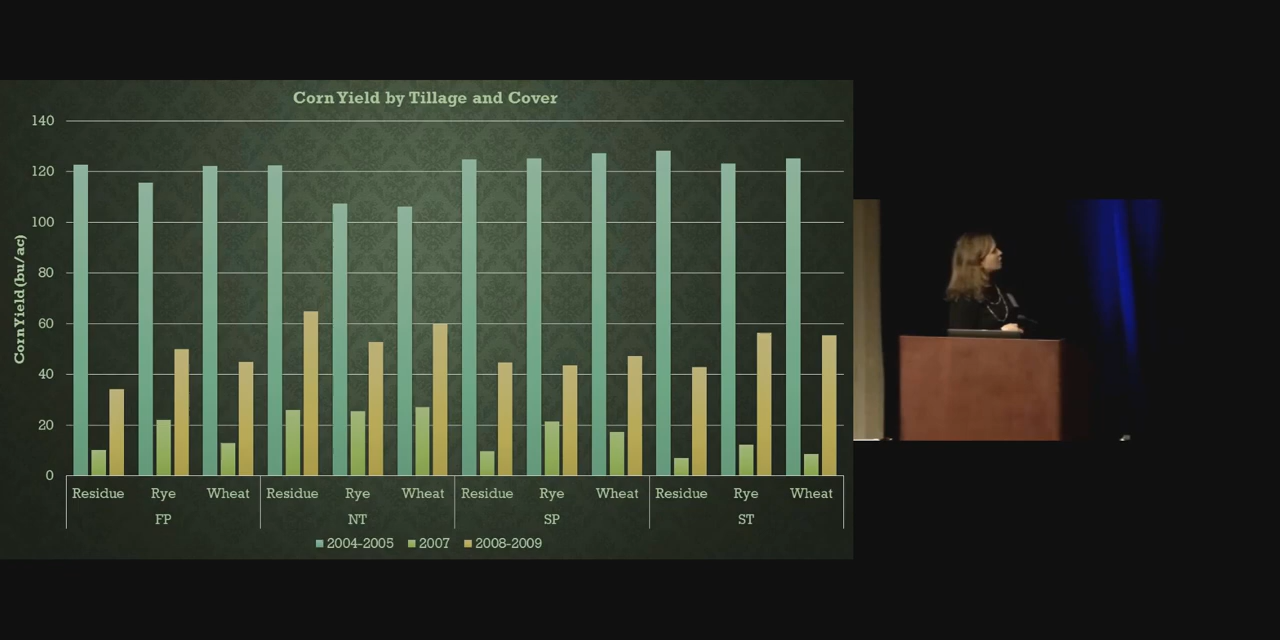 Corn Yield by Tillage and Cover
Corn Yield (bu/ac)
140
120
100
80
60
40
20
0
Residue Rye Wheat Residue Rye Wheat Residue Rye Wheat Residue Rye Wheat
FP NT SP ST
2004-2005 2007 2008-2009